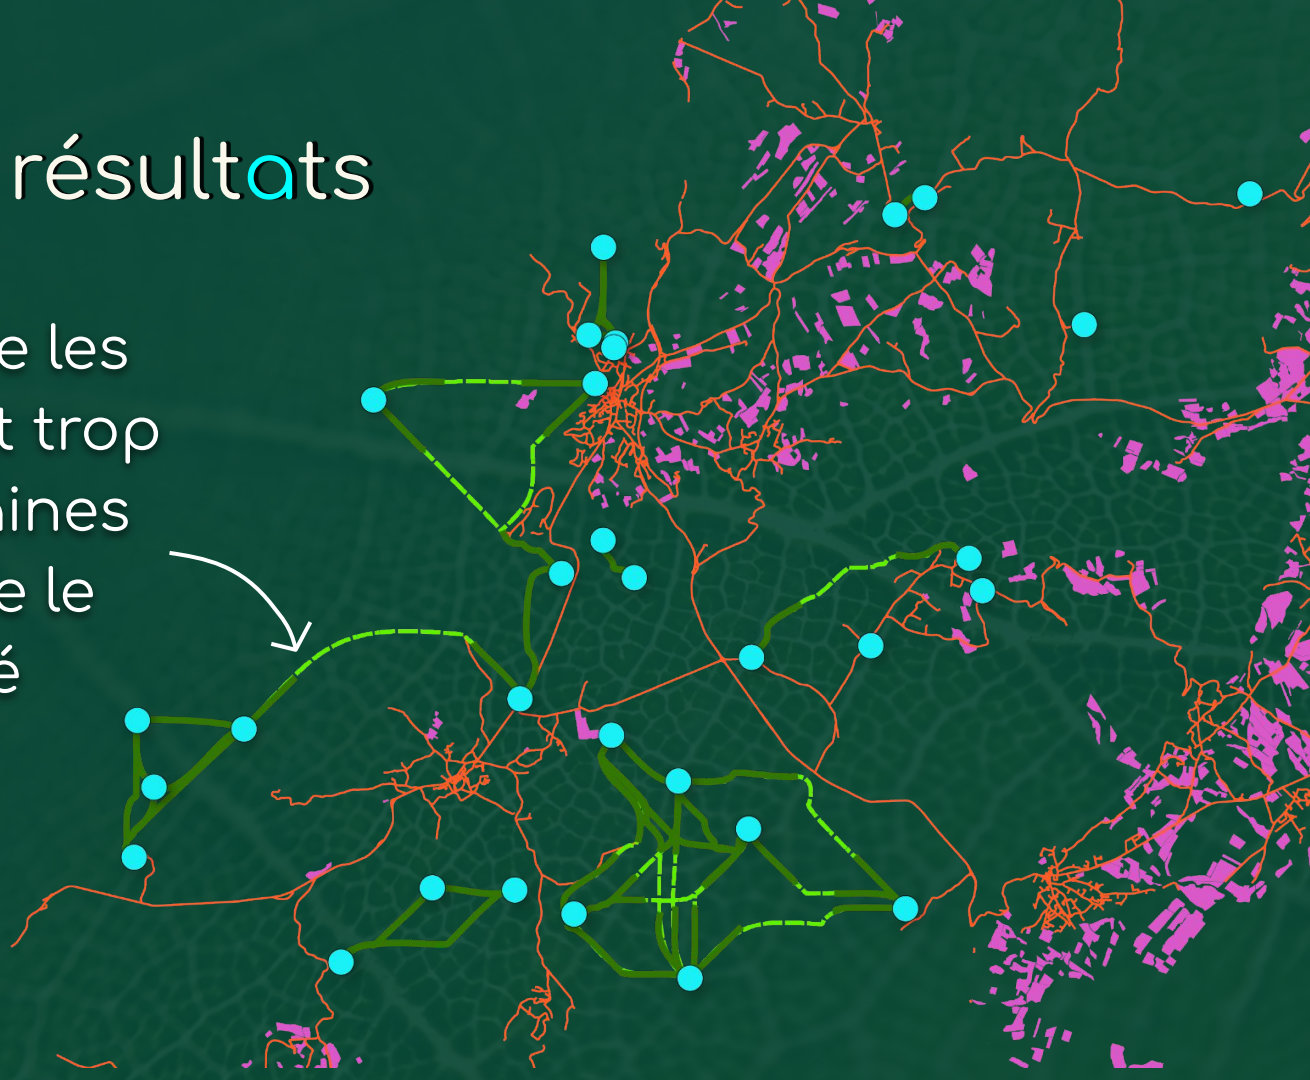 résultats
e les
t trop
ines
e le
é